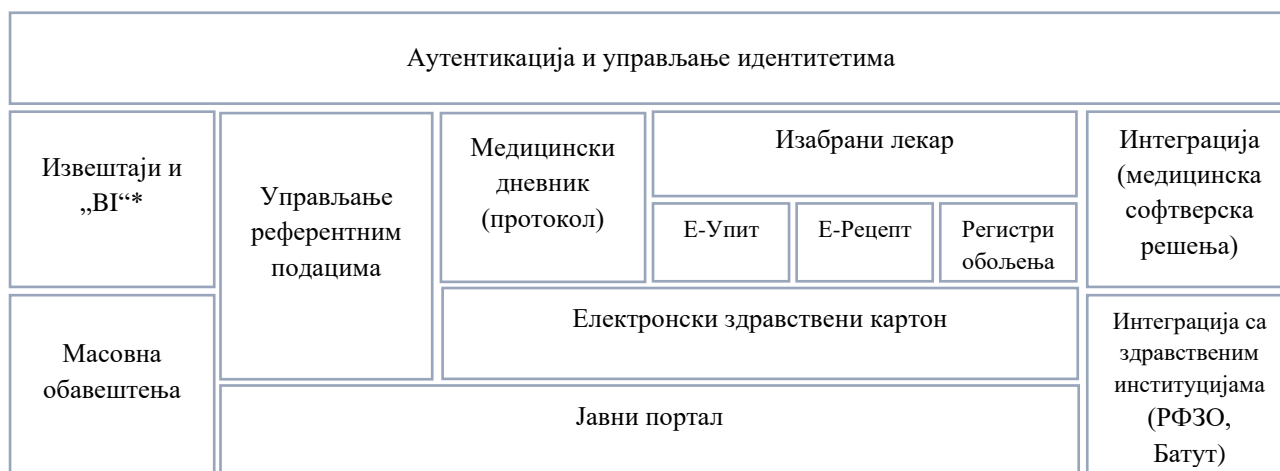 Аутентикација и управљање идентитетима
Извештаји и
„BI“*
Управљање
референтним
подацима
Медицински
дневник
(протокол)
Изабрани лекар
Е-Упит
Е-Рецепт
Регистри
обољења
Интеграција
(медицинска
софтверска
решења)
Масовна
обавештења
Електронски здравствени картон
Јавни портал
Интеграција са
здравственим
институцијама
(РФЗО,
Батут)